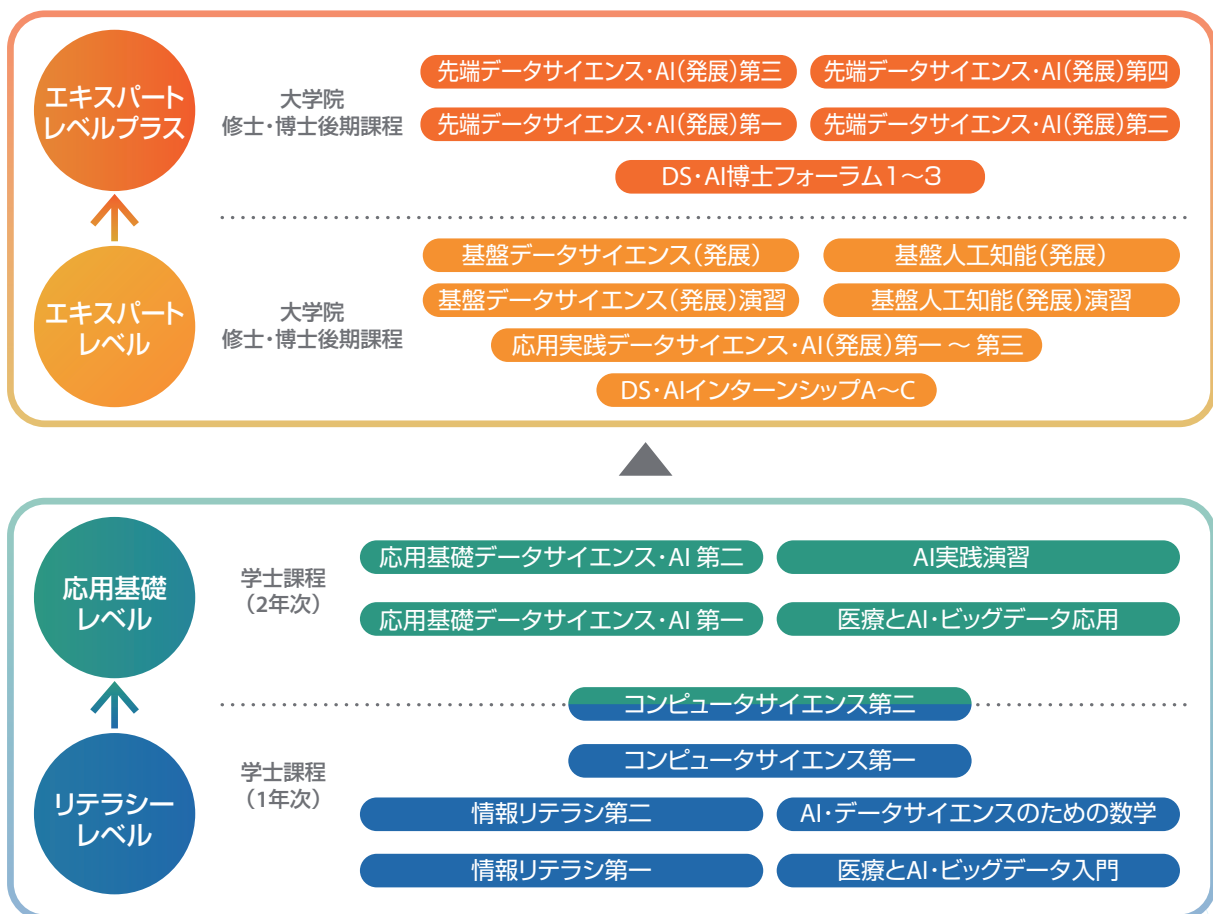 エキスパート
レベルプラス
大学院
修士・博士後期課程
先端データサイエンス・AI(発展)第三
先端データサイエンス・AI(発展)第四
先端データサイエンス・AI(発展)第一
先端データサイエンス・AI(発展)第二
DS・AI博士フォーラム1〜3
エキスパート
レベル
大学院
修士・博士後期課程
基盤データサイエンス(発展)
基盤人工知能(発展)
基盤データサイエンス(発展)演習
基盤人工知能(発展)演習
応用実践データサイエンス・AI(発展)第一 〜 第三
DS・AIインターンシップA〜C
応用基礎
レベル
学士課程
(2年次)
応用基礎データサイエンス・AI 第二
AI実践演習
応用基礎データサイエンス・AI 第一
医療とAI・ビッグデータ応用
コンピュータサイエンス第二
リテラシー
レベル
学士課程
(1年次)
コンピュータサイエンス第一
情報リテラシ第二
AI・データサイエンスのための数学
情報リテラシ第一
医療とAI・ビッグデータ入門